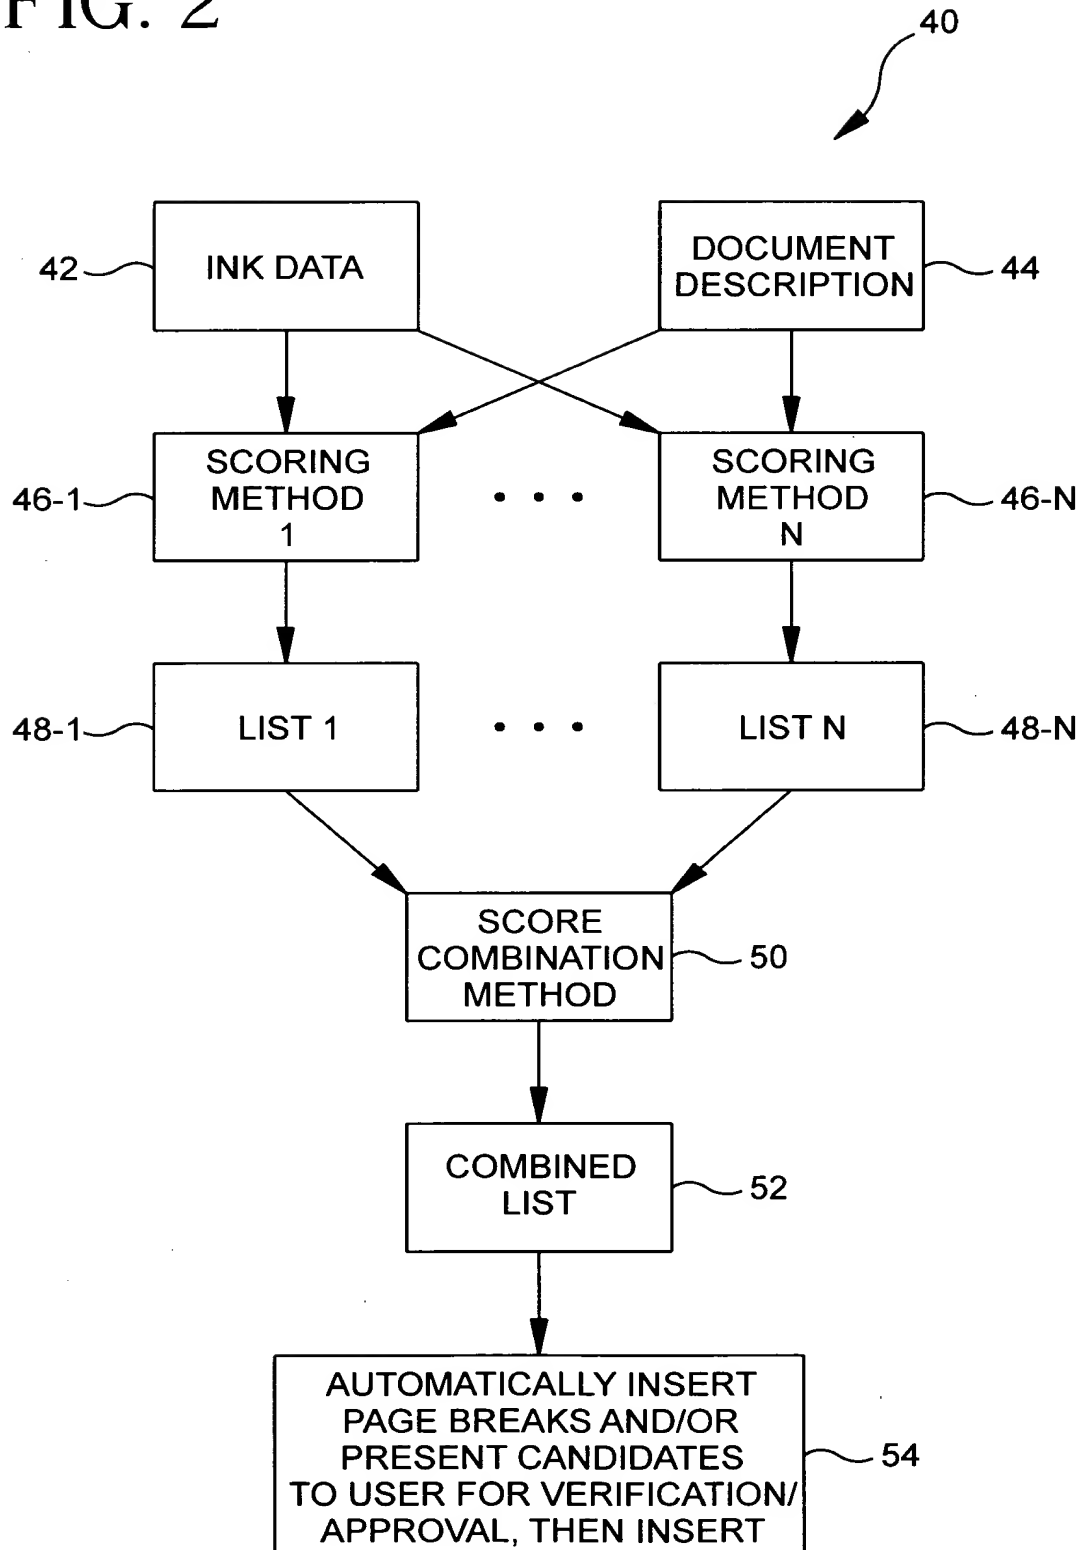 FIG. 2
40
42
INK DATA
DOCUMENT
DESCRIPTION
44
46-1
SCORING
METHOD
1
• • •
SCORING
METHOD
N
46-N
48-1
LIST 1
• • •
LIST N
48-N
SCORE
COMBINATION
METHOD
50
COMBINED
LIST
52
AUTOMATICALLY INSERT
PAGE BREAKS AND/OR
PRESENT CANDIDATES
TO USER FOR VERIFICATION/
APPROVAL, THEN INSERT
54